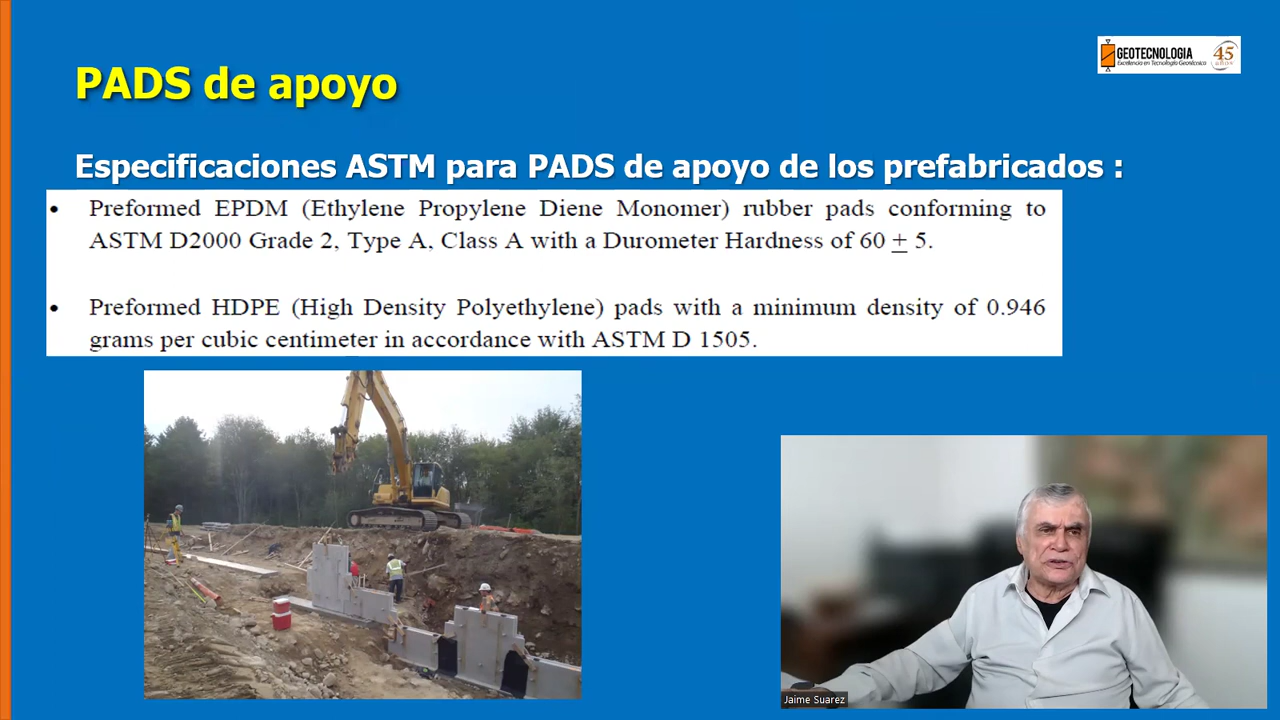 GEOTECNOLOGIA
Excelencia en Tecnología Geotécnica
45
años
PADS de apoyo
Especificaciones ASTM para PADS de apoyo de los prefabricados :
• Preformed EPDM (Ethylene Propylene Diene Monomer) rubber pads conforming to
ASTM D2000 Grade 2, Type A, Class A with a Durometer Hardness of 60 ± 5.
• Preformed HDPE (High Density Polyethylene) pads with a minimum density of 0.946
grams per cubic centimeter in accordance with ASTM D 1505.
Jaime Suarez